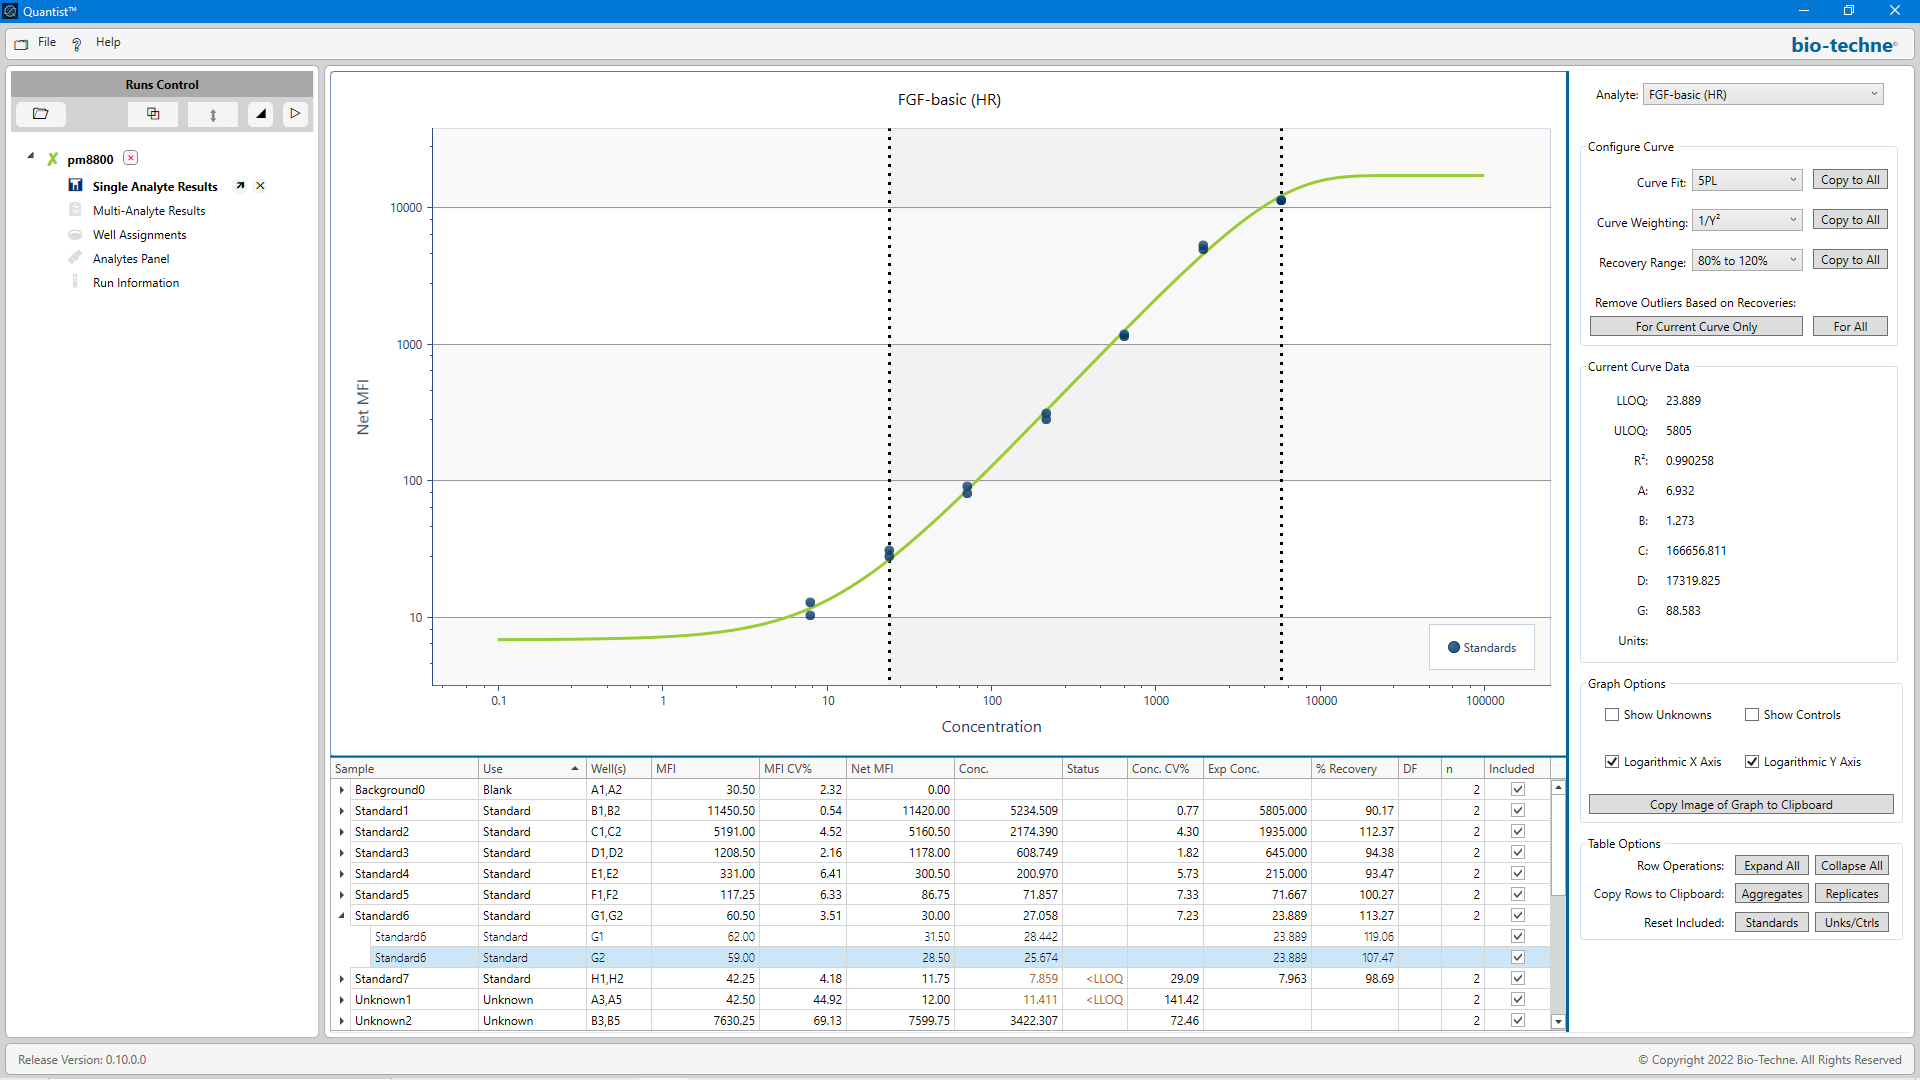 Quantist™
File Help
bio-techne
Runs Control
pm8800
Single Analyte Results
Multi-Analyte Results
Well Assignments
Analytes Panel
Run Information
FGF-basic (HR)
Net MFI
10000
1000
100
10
0.1 1 10 100 1000 10000 100000
Concentration
Standards
Analyte: FGF-basic (HR)
Configure Curve
Curve Fit: 5PL Copy to All
Curve Weighting: 1/Y² Copy to All
Recovery Range: 80% to 120% Copy to All
Remove Outliers Based on Recoveries:
For Current Curve Only For All
Current Curve Data
LLOQ: 23.889
ULOQ: 5805
R²: 0.990258
A: 6.932
B: 1.273
C: 166656.811
D: 17319.825
G: 88.583
Units:
Graph Options
Show Unknowns Show Controls
Logarithmic X Axis Logarithmic Y Axis
Copy Image of Graph to Clipboard
Table Options
Row Operations: Expand All Collapse All
Copy Rows to Clipboard: Aggregates Replicates
Reset Included: Standards Unks/Ctrls
Sample Use Well(s) MFI MFI CV% Net MFI Conc. Status Conc. CV% Exp Conc. % Recovery DF n Included
Background0 Blank A1,A2 30.50 2.32 0.00 2
Standard1 Standard B1,B2 11450.50 0.54 11420.00 5234.509 0.77 5805.000 90.17 2
Standard2 Standard C1,C2 5191.00 4.52 5160.50 2174.390 4.30 1935.000 112.37 2
Standard3 Standard D1,D2 1208.50 2.16 1178.00 608.749 1.82 645.000 94.38 2
Standard4 Standard E1,E2 331.00 6.41 300.50 200.970 5.73 215.000 93.47 2
Standard5 Standard F1,F2 117.25 6.33 86.75 71.857 7.33 71.667 100.27 2
Standard6 Standard G1,G2 60.50 3.51 30.00 27.058 7.23 23.889 113.27 2
Standard6 Standard G1 62.00 31.50 28.442 23.889 119.06
Standard6 Standard G2 59.00 28.50 25.674 23.889 107.47
Standard7 Standard H1,H2 42.25 4.18 11.75 7.859 <LLOQ 29.09 7.963 98.69 2
Unknown1 Unknown A3,A5 42.50 44.92 12.00 11.411 <LLOQ 141.42 2
Unknown2 Unknown B3,B5 7630.25 69.13 7599.75 3422.307 72.46 2
Release Version: 0.10.0.0
© Copyright 2022 Bio-Techne. All Rights Reserved